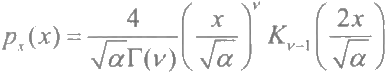 $p_x(x) = \frac{4}{\sqrt{\alpha}\Gamma(\nu)} \left( \frac{x}{\sqrt{\alpha}} \right)^{\nu} K_{\nu-1} \left( \frac{2x}{\sqrt{\alpha}} \right)$